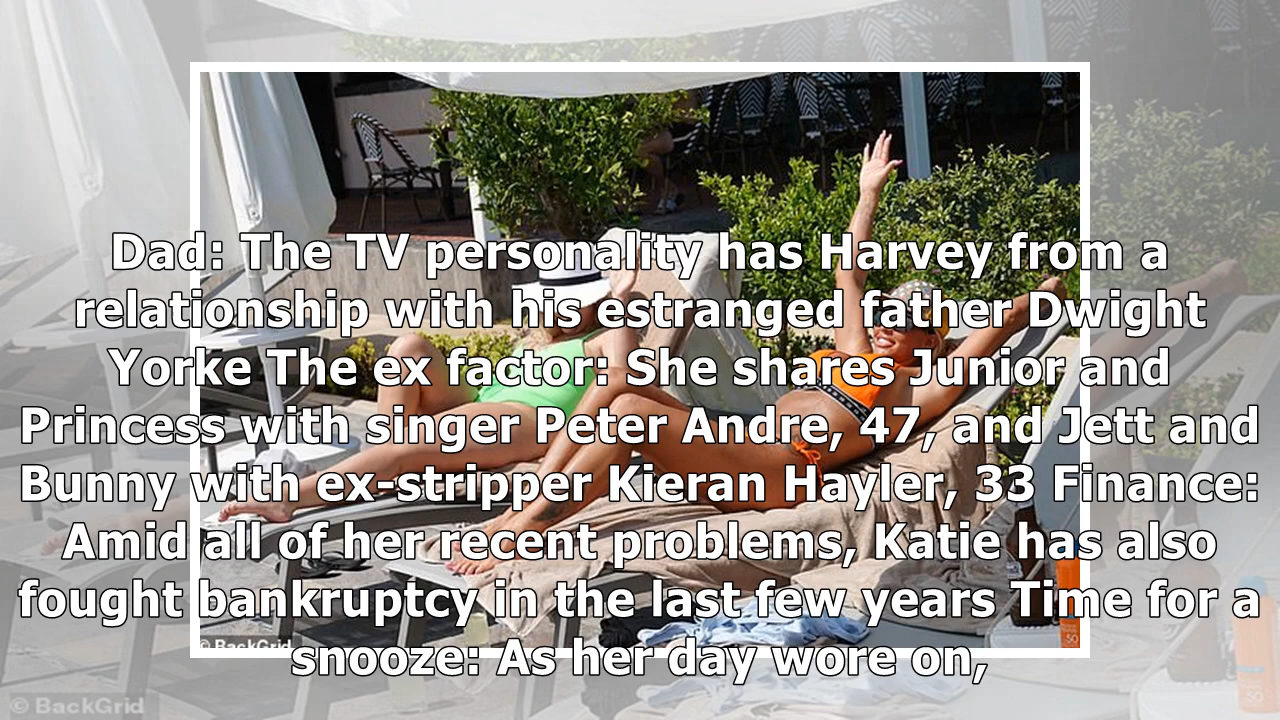 Dad: The TV personality has Harvey from a
relationship with his estranged father Dwight
Yorke The ex factor: She shares Junior and
Princess with singer Peter Andre, 47, and Jett and
Bunny with ex-stripper Kieran Hayler, 33 Finance:
Amid all of her recent problems, Katie has also
fought bankruptcy in the last few years Time for a
snooze: As her day wore on,
50
50
© BackGrid
© BackGrid